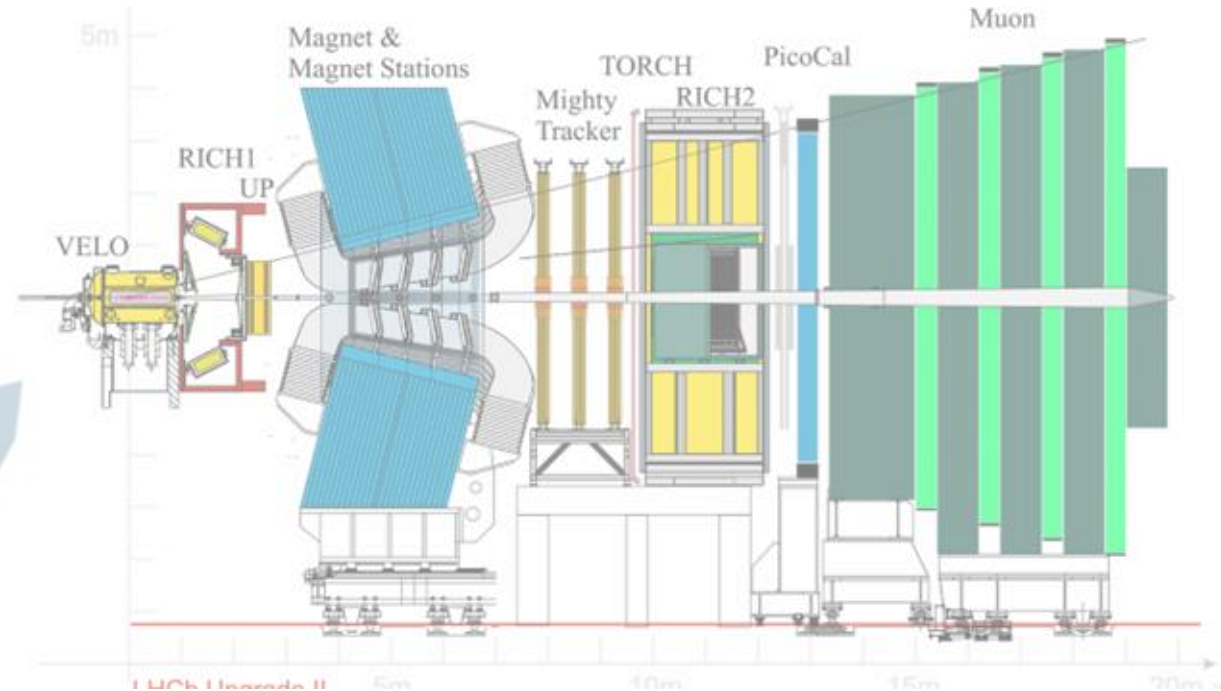 5m
Magnet &
Magnet Stations
Muon
PicoCal
TORCH
RICH2
Mighty
Tracker
RICH1
UP
VELO
LHCb Upgrade II
5m
10m
15m
20m